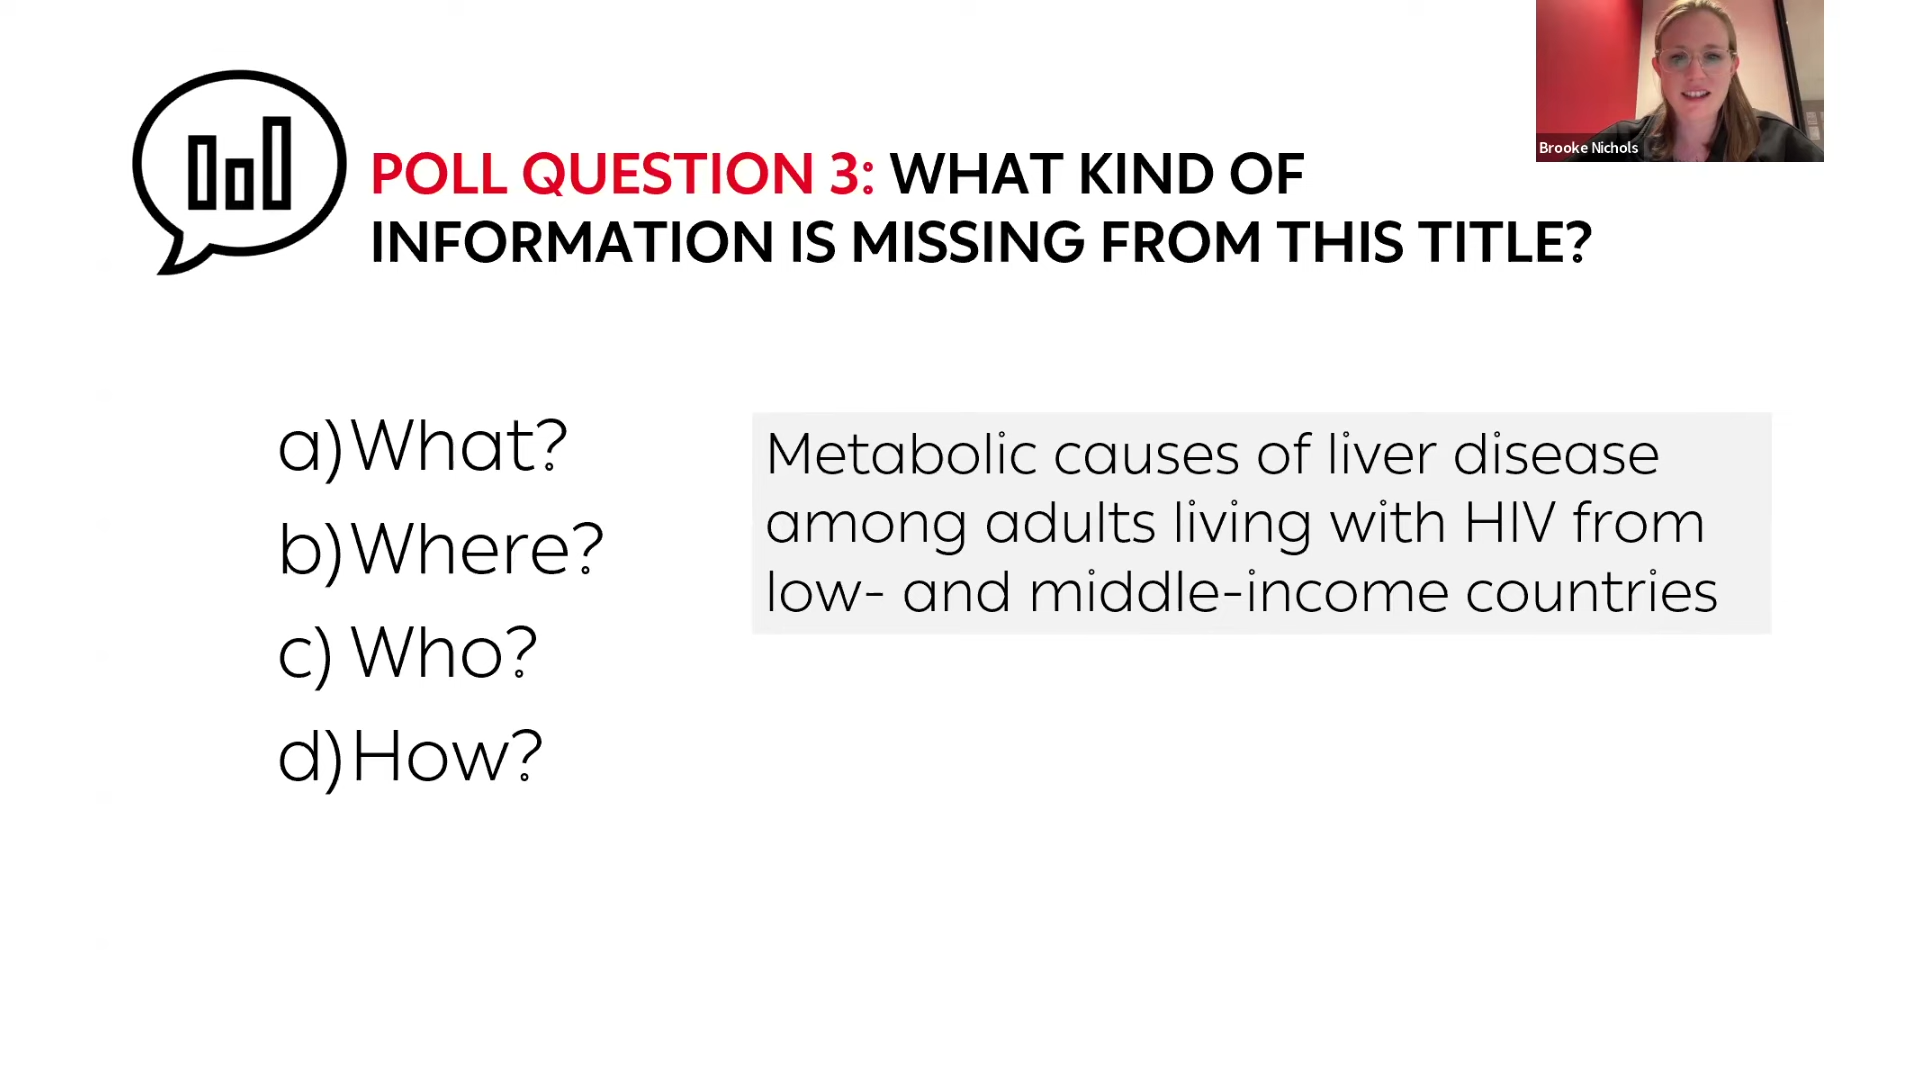 POLL QUESTION 3: WHAT KIND OF
INFORMATION IS MISSING FROM THIS TITLE?
a) What?
b) Where?
c) Who?
d) How?
Metabolic causes of liver disease
among adults living with HIV from
low- and middle-income countries
Brooke Nichols